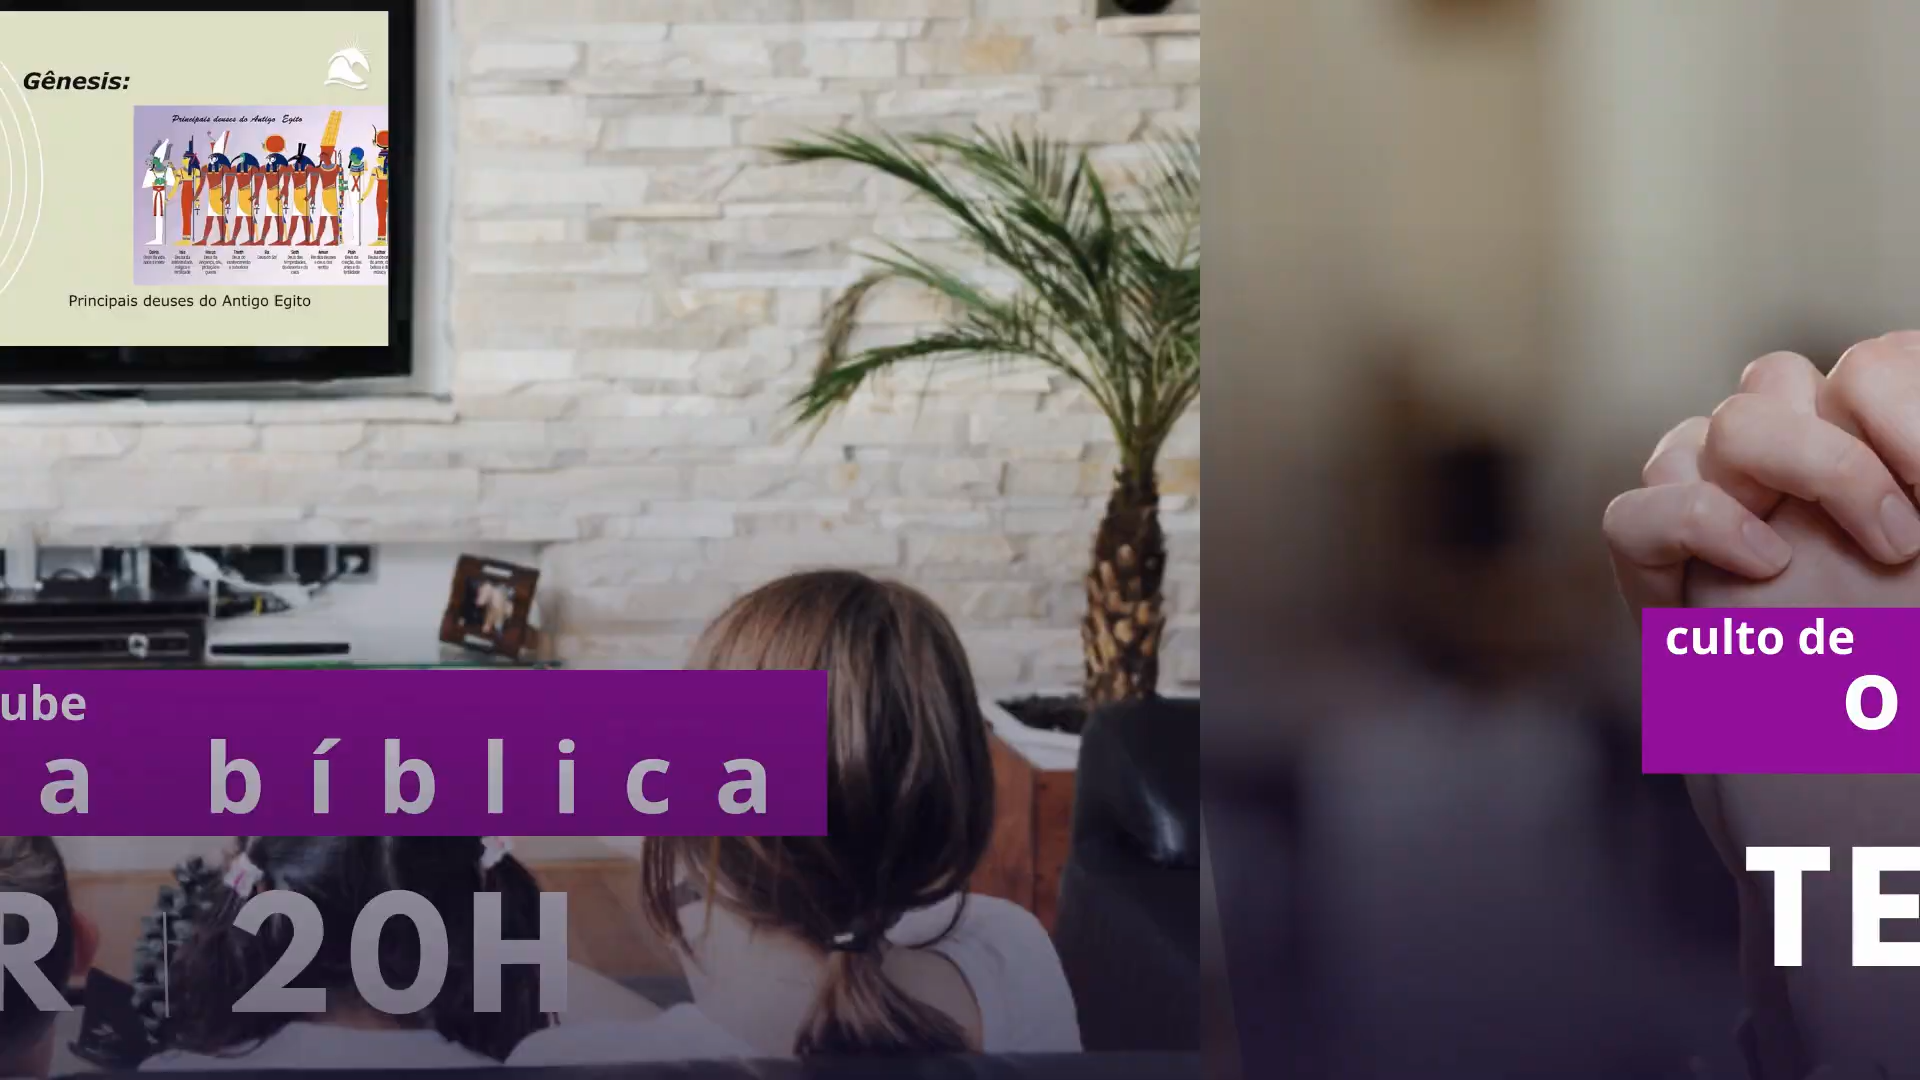 Gênesis:
Principais deuses do Antigo Egito
Principais deuses do Antigo Egito
ube
a bíblica
R | 20H
culto de
o
TE